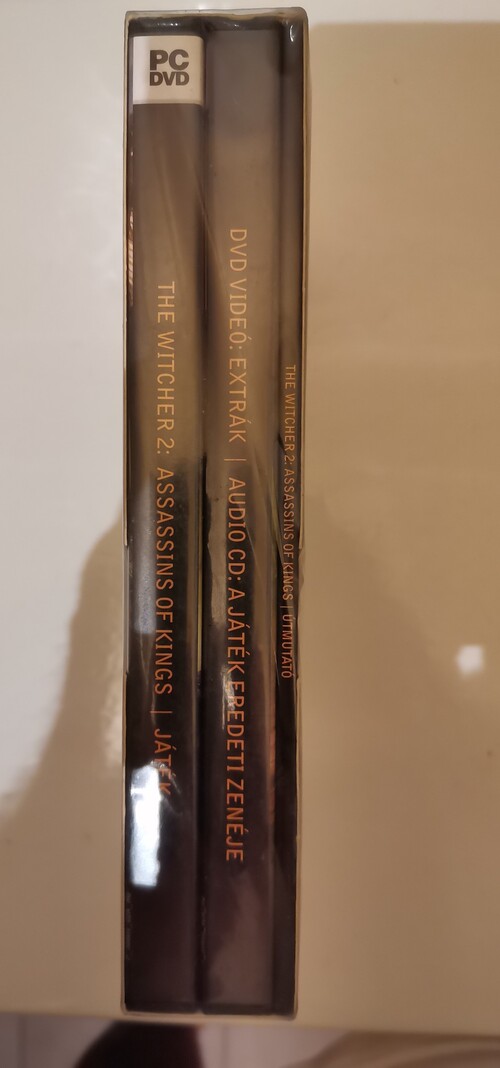 PC
DVD
THE WITCHER 2: ASSASSINS OF KINGS | JÁTÉK
DVD VIDEÓ: EXTRÁK | AUDIO CD: A JÁTÉK EREDETI ZENÉJE
THE WITCHER 2: ASSASSINS OF KINGS | ÚTMUTATÓ